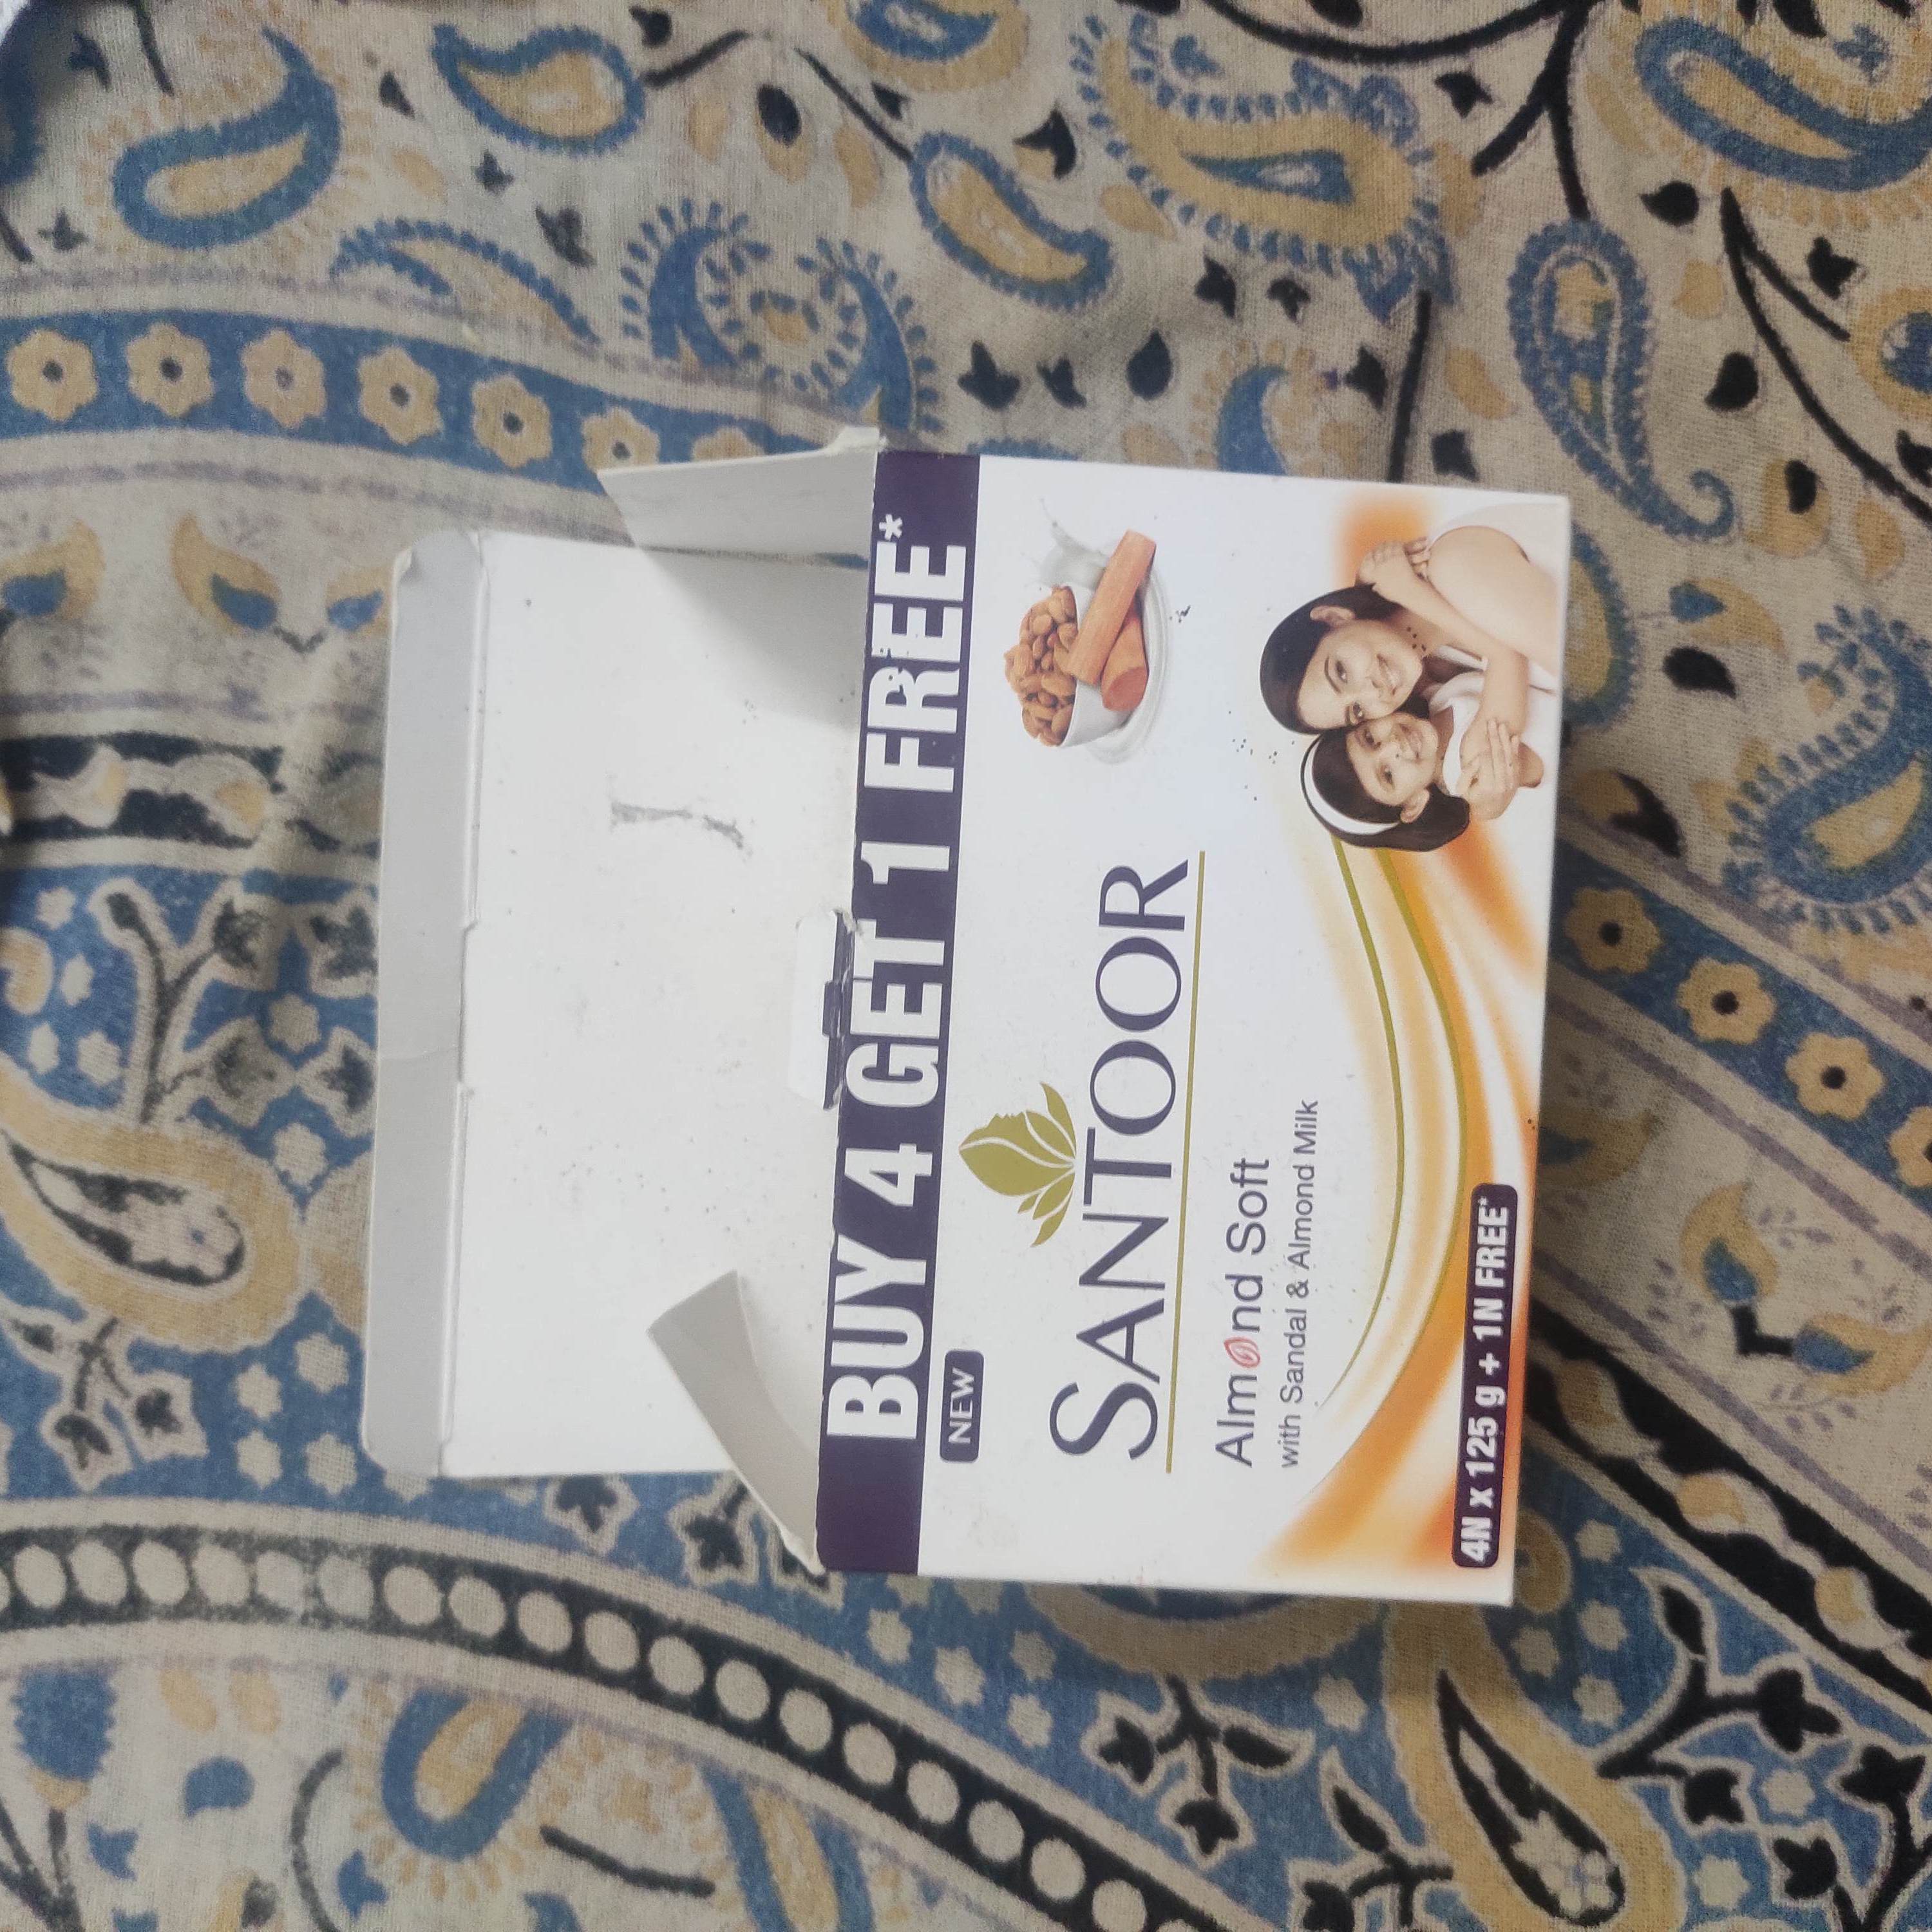 BUY 4 GET 1 FREE*
NEW
SANTOOR
Almond Soft
with Sandal & Almond Milk
4N x 125 g + 1N FREE*